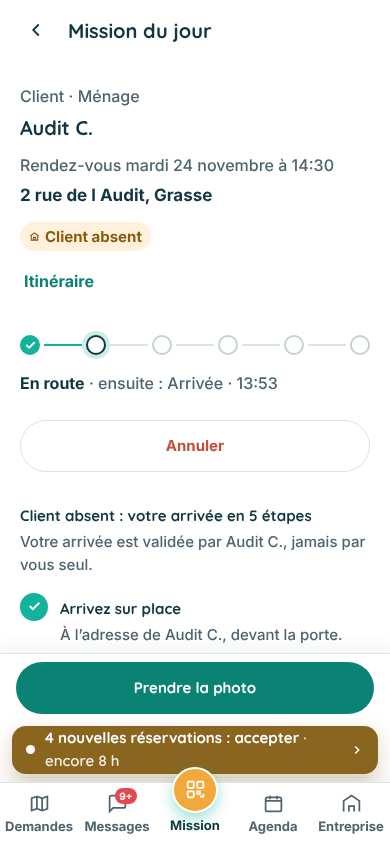 Mission du jour
Client · Ménage
Audit C.
Rendez-vous mardi 24 novembre à 14:30
2 rue de l Audit, Grasse
Client absent
Itinéraire
En route · ensuite : Arrivée · 13:53
Annuler
Client absent : votre arrivée en 5 étapes
Votre arrivée est validée par Audit C., jamais par
vous seul.
Arrivez sur place
À l’adresse de Audit C., devant la porte.
Prendre la photo
4 nouvelles réservations : accepter ·
encore 8 h
9+
Demandes
Messages
Mission
Agenda
Entreprise